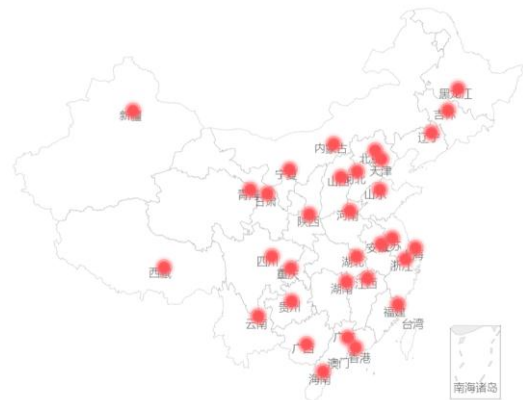 黑龙江
吉林
新疆
辽宁
内蒙古
北京
天津
宁夏
山西
河北
青海
甘肃
山东
陕西
河南
安徽
江苏
上海
四川
湖北
浙江
重庆
西藏
湖南
江西
贵州
福建
云南
台湾
广东
广西
香港
澳门
海南
南海诸岛